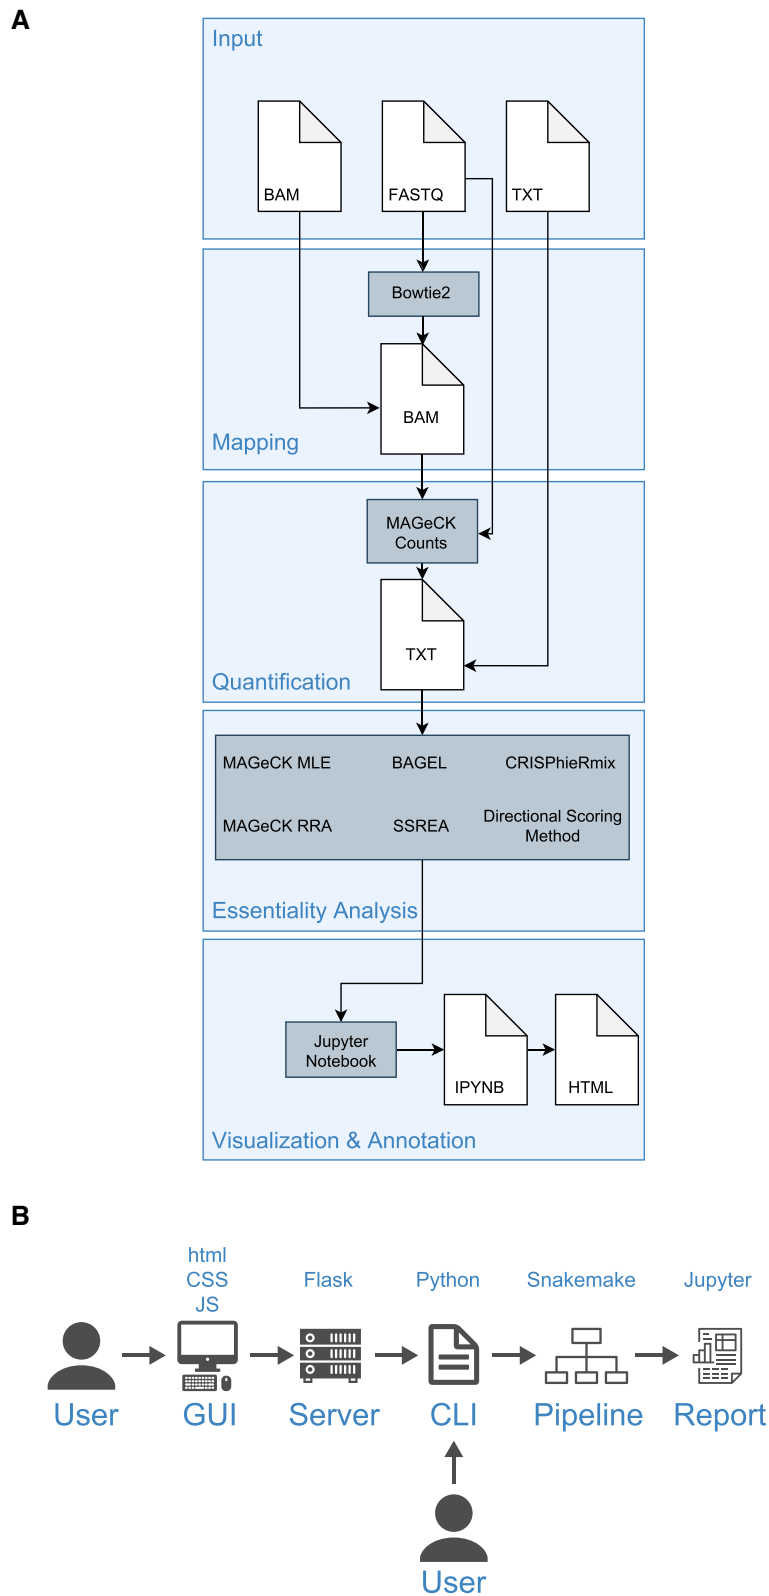 A
Input
BAM
FASTQ
TXT
Bowtie2
BAM
Mapping
MAGeCK
Counts
TXT
Quantification
MAGeCK MLE
BAGEL
CRISPhieRmix
MAGeCK RRA
SSREA
Directional Scoring
Method
Essentiality Analysis
Jupyter
Notebook
IPYNB
HTML
Visualization & Annotation
B
html
CSS
JS
Flask
Python
Snakemake
Jupyter
User
GUI
Server
CLI
Pipeline
Report
User